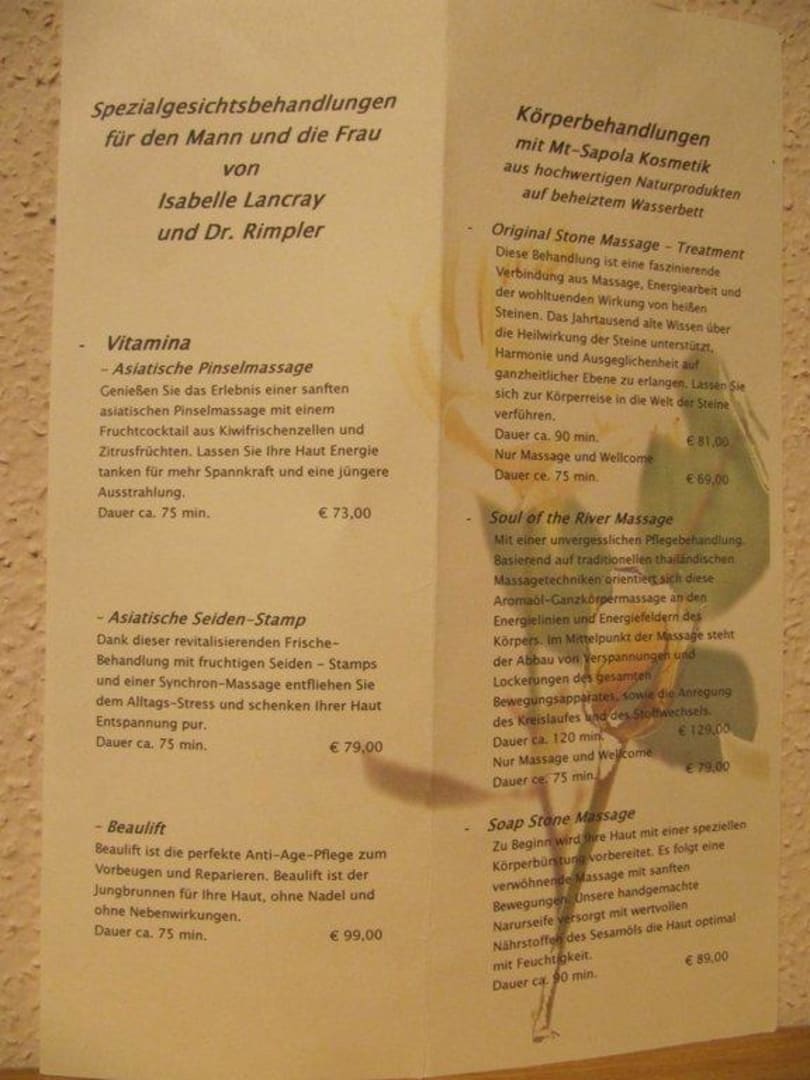 Spezialgesichtsbehandlungen
für den Mann und die Frau
von
Isabelle Lancray
und Dr. Rimpler
- Vitamina
- Asiatische Pinselmassage
Genießen Sie das Erlebnis einer sanften
asiatischen Pinselmassage mit einem
Fruchtcocktail aus Kiwifrischenzellen und
Zitrusfrüchten. Lassen Sie Ihre Haut Energie
tanken für mehr Spannkraft und eine jüngere
Ausstrahlung.
Dauer ca. 75 min. € 73,00
- Asiatische Seiden-Stamp
Dank dieser revitalisierenden Frische-
Behandlung mit fruchtigen Seiden - Stamps
und einer Synchron-Massage entfliehen Sie
dem Alltags-Stress und schenken Ihrer Haut
Entspannung pur.
Dauer ca. 75 min. € 79,00
- Beaulift
Beaulift ist die perfekte Anti-Age-Pflege zum
Vorbeugen und Reparieren. Beaulift ist der
Jungbrunnen für Ihre Haut, ohne Nadel und
ohne Nebenwirkungen.
Dauer ca. 75 min. € 99,00
Körperbehandlungen
mit Mt-Sapola Kosmetik
aus hochwertigen Naturprodukten
auf beheiztem Wasserbett
- Original Stone Massage - Treatment
Diese Behandlung ist eine faszinierende
Verbindung aus Massage, Energiearbeit und
der wohltuenden Wirkung von heißen
Steinen. Das Jahrtausend alte Wissen über
die Heilwirkung der Steine unterstützt,
Harmonie und Ausgeglichenheit auf
ganzheitlicher Ebene zu erlangen. Lassen Sie
sich zur Körperreise in die Welt der Steine
verführen.
Dauer ca. 90 min. € 81,00
Nur Massage und Wellcome
Dauer ce. 75 min. € 69,00
- Soul of the River Massage
Mit einer unvergesslichen Pflegebehandlung.
Basierend auf traditionellen thailändischen
Massagetechniken orientiert sich diese
Aromaöl-Ganzkörpermassage an den
Energielinien und Energiefeldern des
Körpers. Im Mittelpunkt der Massage steht
der Abbau von Verspannungen und
Lockerungen des gesamten
Bewegungsapparates, sowie die Anregung
des Kreislaufes und des Stoffwechsels.
Dauer ca. 120 min. € 129,00
Nur Massage und Wellcome
Dauer ce. 75 min. € 79,00
- Soap Stone Massage
Zu Beginn wird Ihre Haut mit einer speziellen
Körperbürstung vorbereitet. Es folgt eine
verwöhnende Massage mit sanften
Bewegungen. Unsere handgemachte
Narurseife versorgt mit wertvollen
Nährstoffen des Sesamöls die Haut optimal
mit Feuchtigkeit.
Dauer ca. 90 min. € 89,00